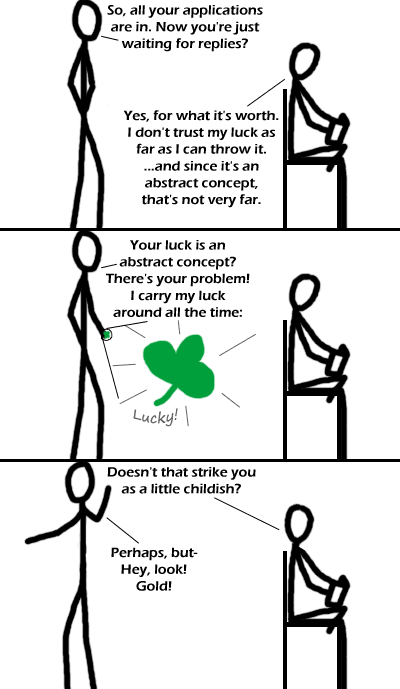 So, all your applications
are in. Now you're just
waiting for replies?
Yes, for what it's worth.
I don't trust my luck as
far as I can throw it.
...and since it's an
abstract concept,
that's not very far.
Your luck is an
abstract concept?
There's your problem!
I carry my luck
around all the time:
Lucky!
Doesn't that strike you
as a little childish?
Perhaps, but-
Hey, look!
Gold!